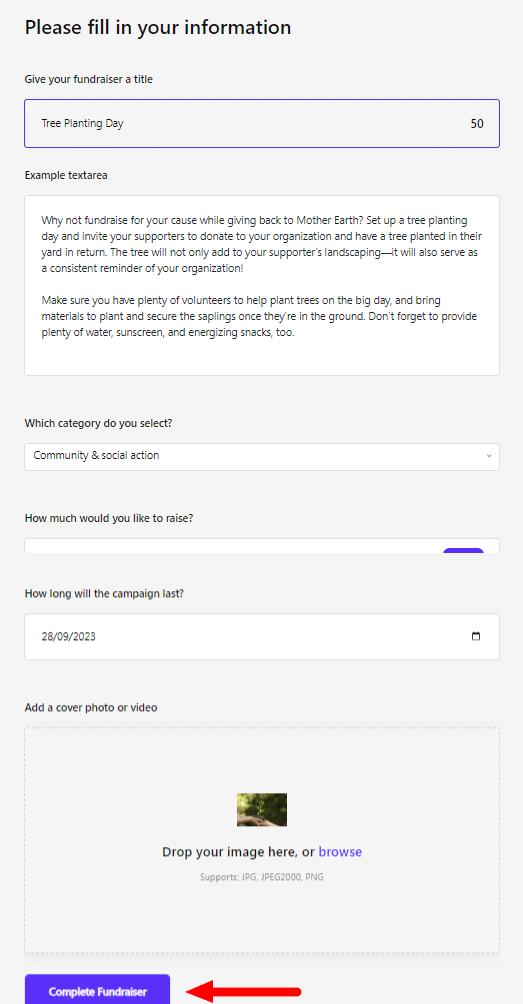 Please fill in your information
Give your fundraiser a title
Tree Planting Day 50
Example textarea
Why not fundraise for your cause while giving back to Mother Earth? Set up a tree planting
day and invite your supporters to donate to your organization and have a tree planted in their
yard in return. The tree will not only add to your supporter's landscaping—it will also serve as
a consistent reminder of your organization!
Make sure you have plenty of volunteers to help plant trees on the big day, and bring
materials to plant and secure the saplings once they're in the ground. Don't forget to provide
plenty of water, sunscreen, and energizing snacks, too.
Which category do you select?
Community & social action
How much would you like to raise?
How long will the campaign last?
28/09/2023
Add a cover photo or video
Drop your image here, or browse
Supports; JPG, JPEG2000, PNG
Complete Fundraiser